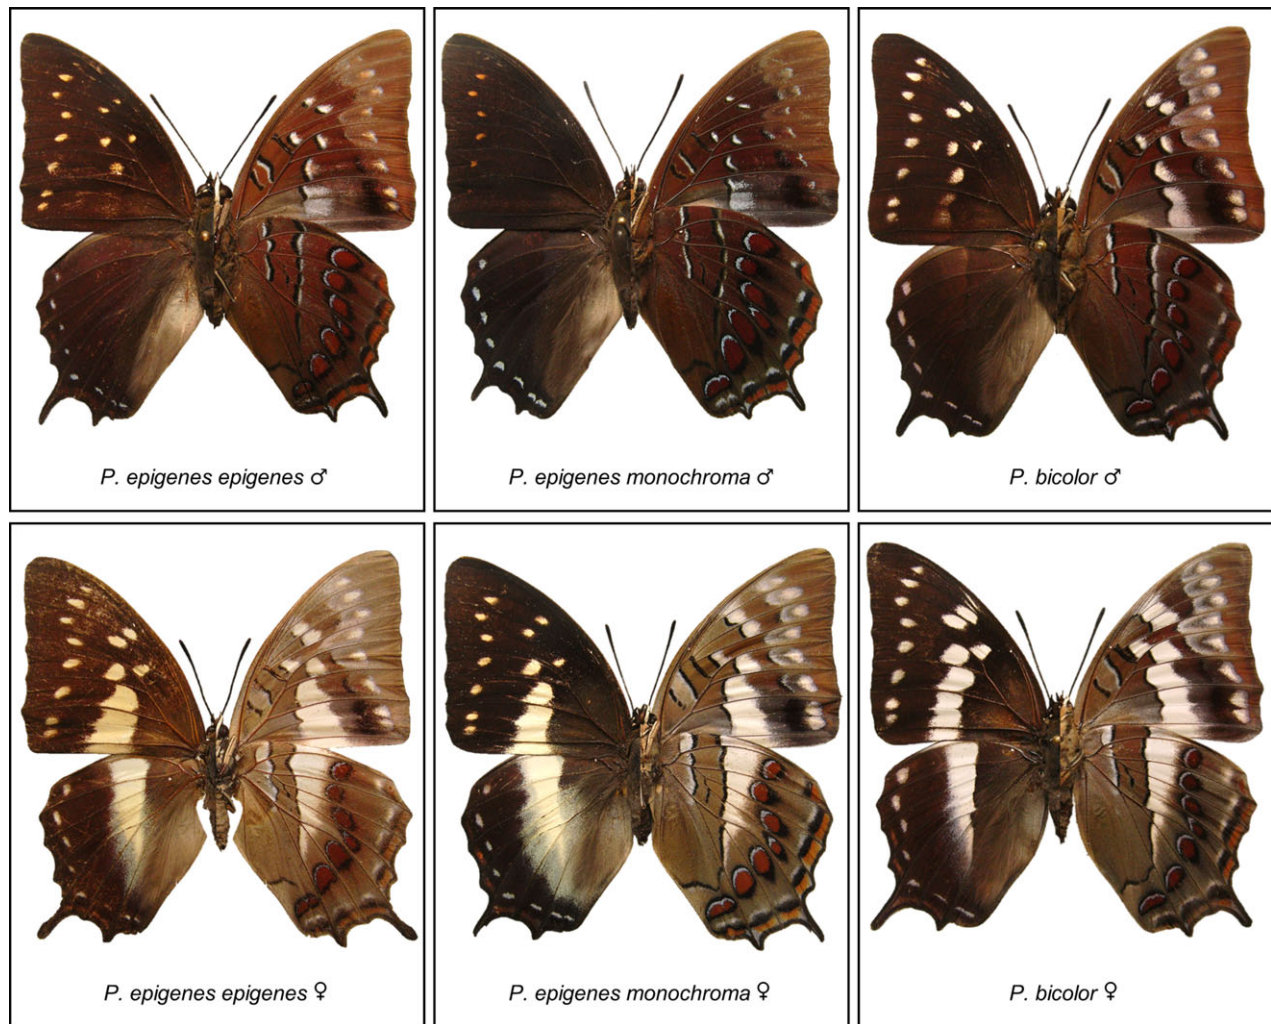 P. epigenes epigenes ♂
P. epigenes monochroma ♂
P. bicolor ♂
P. epigenes epigenes ♀
P. epigenes monochroma ♀
P. bicolor ♀